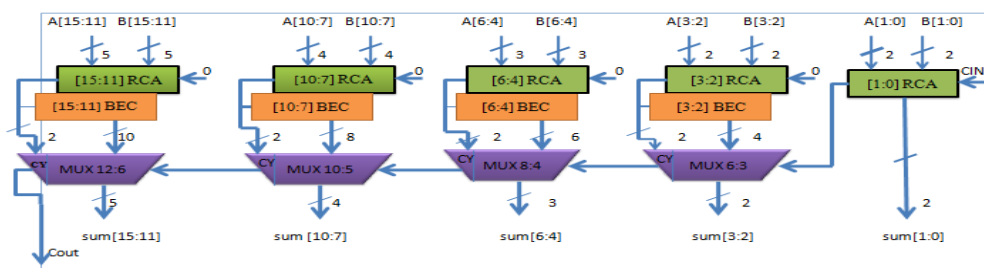 A[15:11] B[15:11] A[10:7] B[10:7] A[6:4] B[6:4] A[3:2] B[3:2] A[1:0] B[1:0]
5 5 4 4 3 3 2 2 2 2
[15:11] RCA 0 [10:7] RCA 0 [6:4] RCA 0 [3:2] RCA 0 [1:0] RCA CIN
[15:11] BEC [10:7] BEC [6:4] BEC [3:2] BEC
2 10 2 8 2 6 2 4
CY MUX 12:6 CY MUX 10:5 CY MUX 8:4 CY MUX 6:3
5 4 3 2 2
sum[15:11] sum [10:7] sum[6:4] sum[3:2] sum[1:0]
Cout